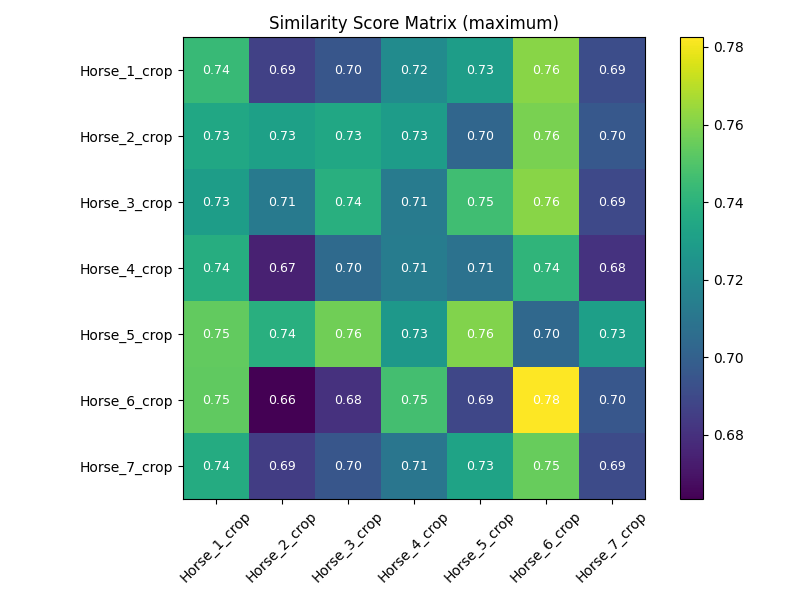 Similarity Score Matrix (maximum)
Horse_1_crop 0.74 0.69 0.70 0.72 0.73 0.76 0.69
Horse_2_crop 0.73 0.73 0.73 0.73 0.70 0.76 0.70
Horse_3_crop 0.73 0.71 0.74 0.71 0.75 0.76 0.69
Horse_4_crop 0.74 0.67 0.70 0.71 0.71 0.74 0.68
Horse_5_crop 0.75 0.74 0.76 0.73 0.76 0.70 0.73
Horse_6_crop 0.75 0.66 0.68 0.75 0.69 0.78 0.70
Horse_7_crop 0.74 0.69 0.70 0.71 0.73 0.75 0.69
Horse_1_crop Horse_2_crop Horse_3_crop Horse_4_crop Horse_5_crop Horse_6_crop Horse_7_crop
0.78
0.76
0.74
0.72
0.70
0.68